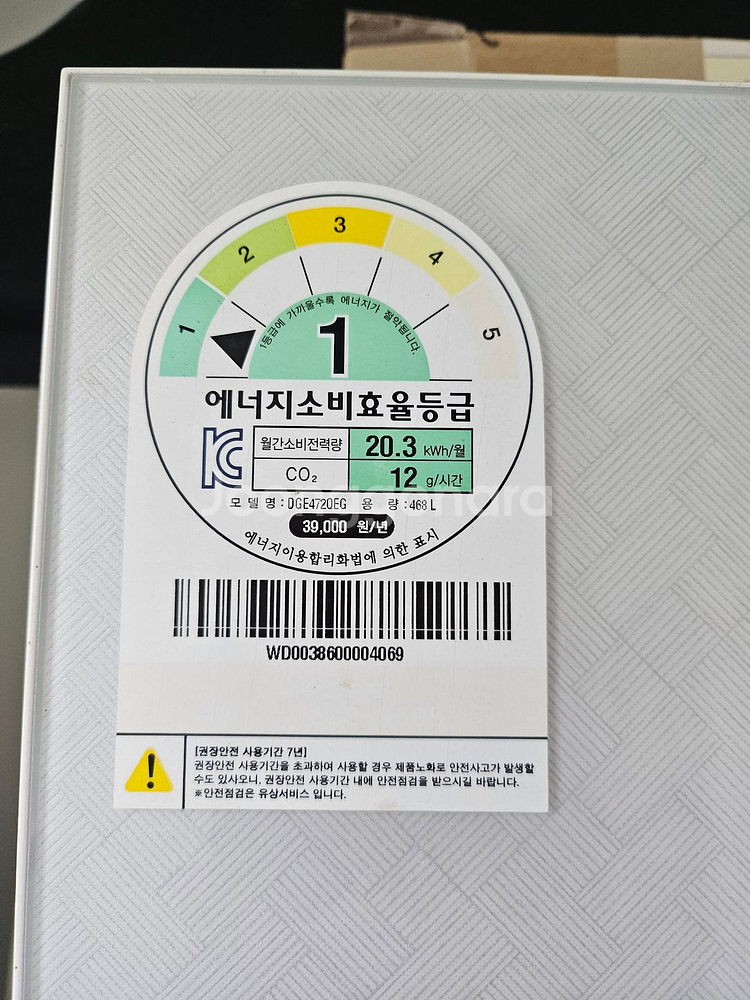 1 2 3 4 5
1등급에 가까울수록 에너지가 절약됩니다.
1
에너지소비효율등급
월간소비전력량 20.3 kWh/월
CO₂ 12 g/시간
모델명 : DGE4720EG 용 량 : 468 L
39,000 원/년
에너지이용합리화법에 의한 표시
WD0038600004069
[권장안전 사용기간 7년]
권장안전 사용기간을 초과하여 사용할 경우 제품노화로 안전사고가 발생할
수도 있사오니, 권장안전 사용기간 내에 안전점검을 받으시길 바랍니다.
※안전점검은 유상서비스 입니다.
Joonggonara